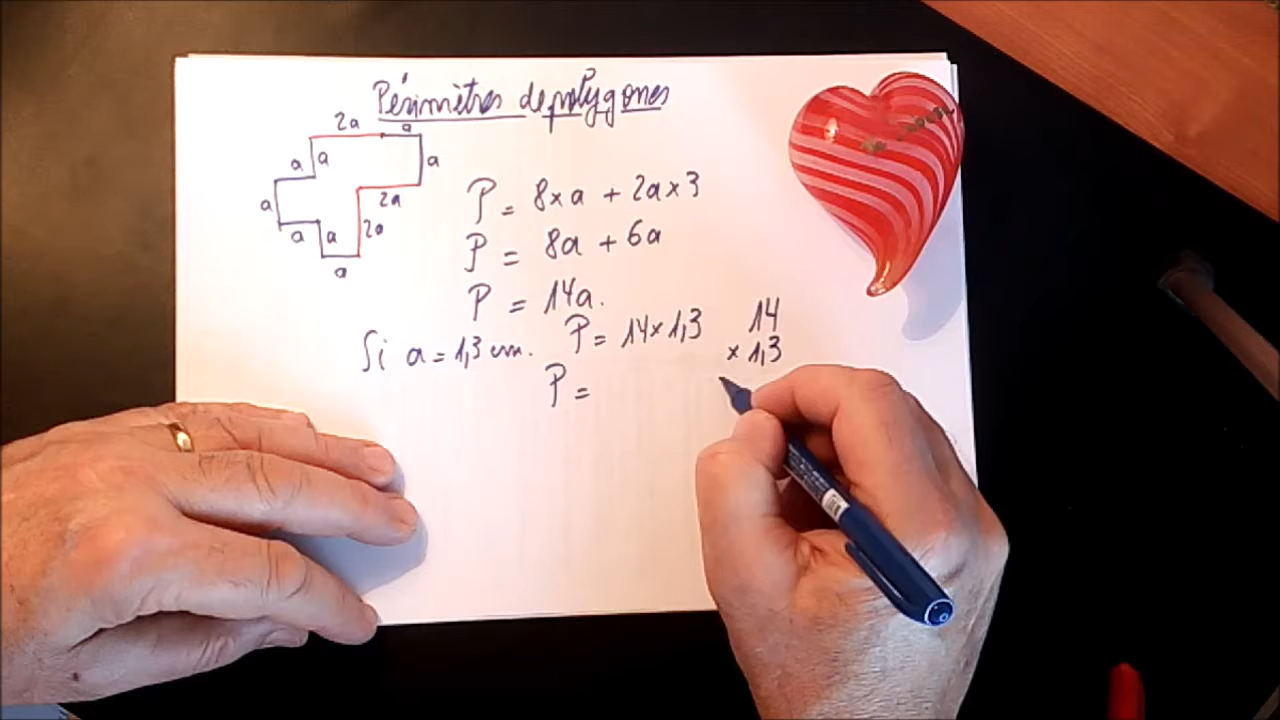 Périmètres de polygones
2a a
a a a
a 2a
a a 2a
a
P = 8×a + 2a×3
P = 8a + 6a
P = 14a.
Si a = 1,3 cm. P = 14×1,3
14
× 1,3
P =